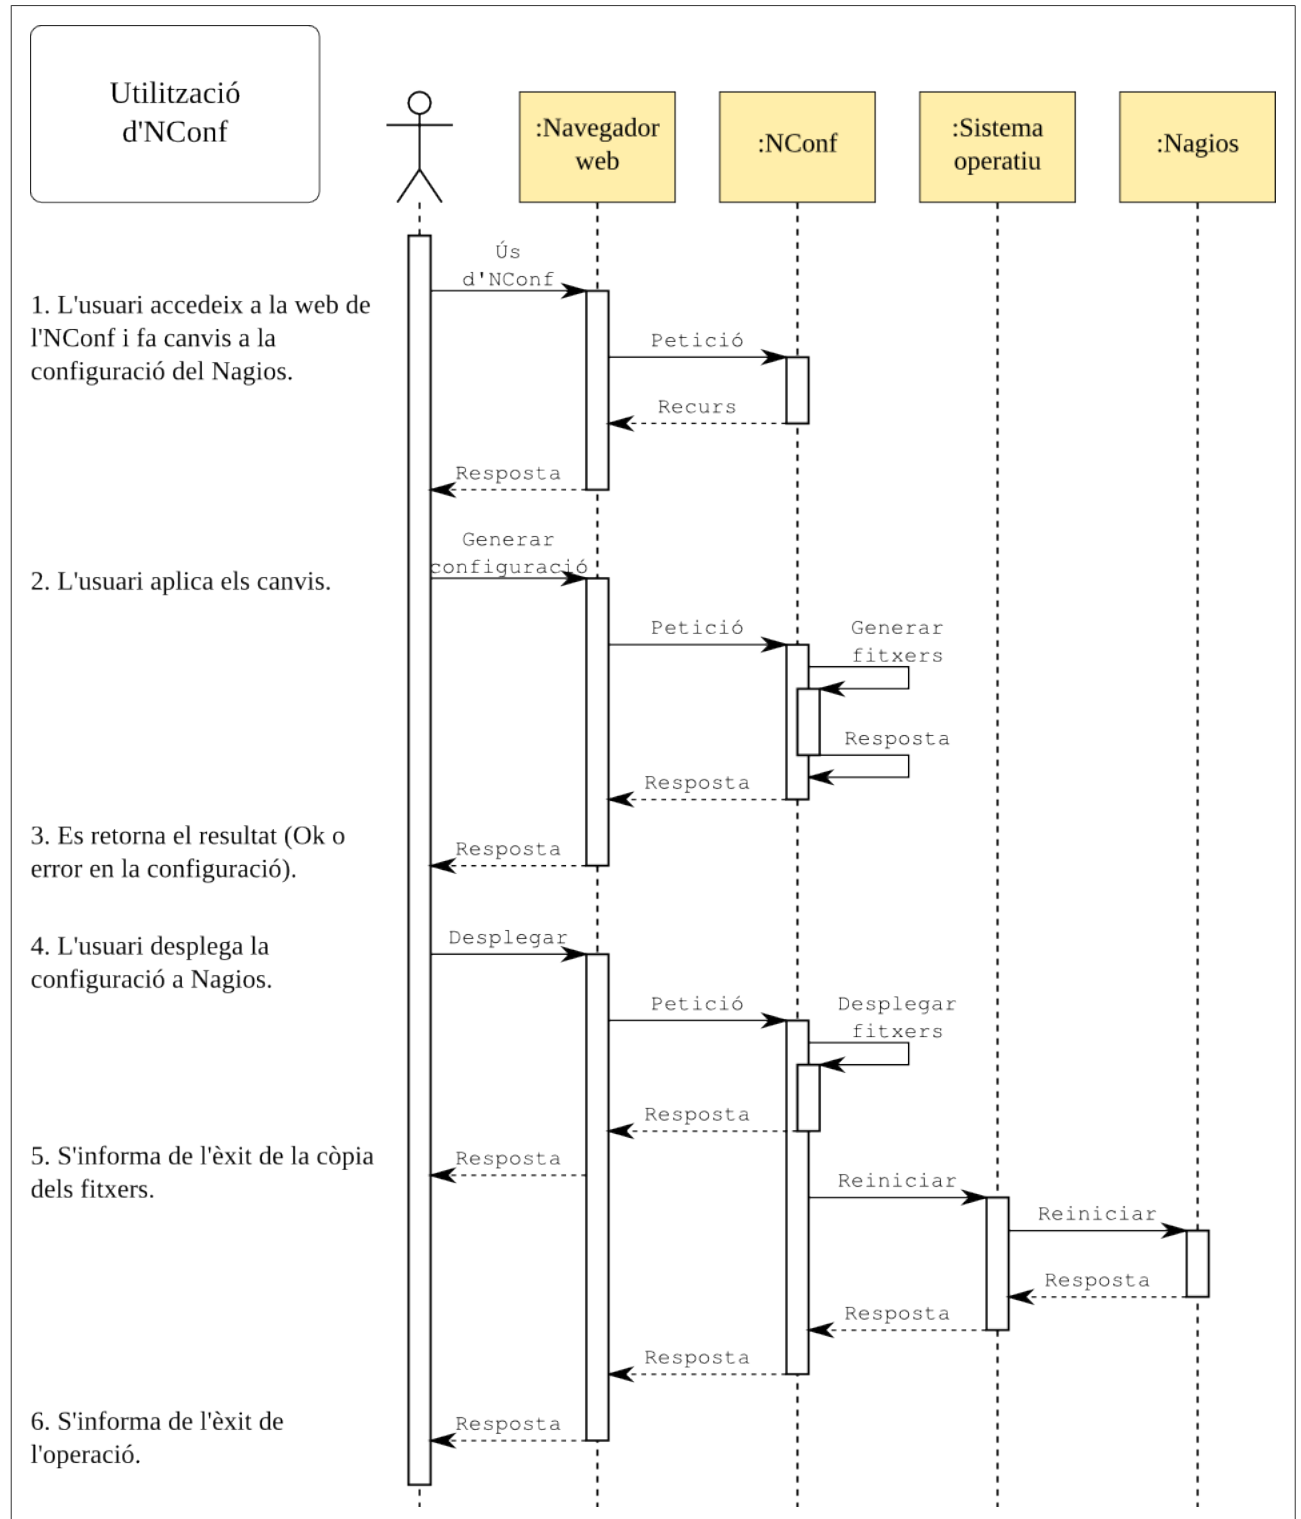 Utilització
d'NConf
:Navegador
web
:NConf
:Sistema
operatiu
:Nagios
Ús
d'NConf
1. L'usuari accedeix a la web de
l'NConf i fa canvis a la
configuració del Nagios.
Petició
Recurs
Resposta
Generar
configuració
2. L'usuari aplica els canvis.
Petició
Generar
fitxers
Resposta
Resposta
3. Es retorna el resultat (Ok o
error en la configuració).
Resposta
4. L'usuari desplega la
configuració a Nagios.
Desplegar
Petició
Desplegar
fitxers
Resposta
5. S'informa de l'èxit de la còpia
dels fitxers.
Resposta
Reiniciar
Reiniciar
Resposta
Resposta
Resposta
6. S'informa de l'èxit de
l'operació.
Resposta